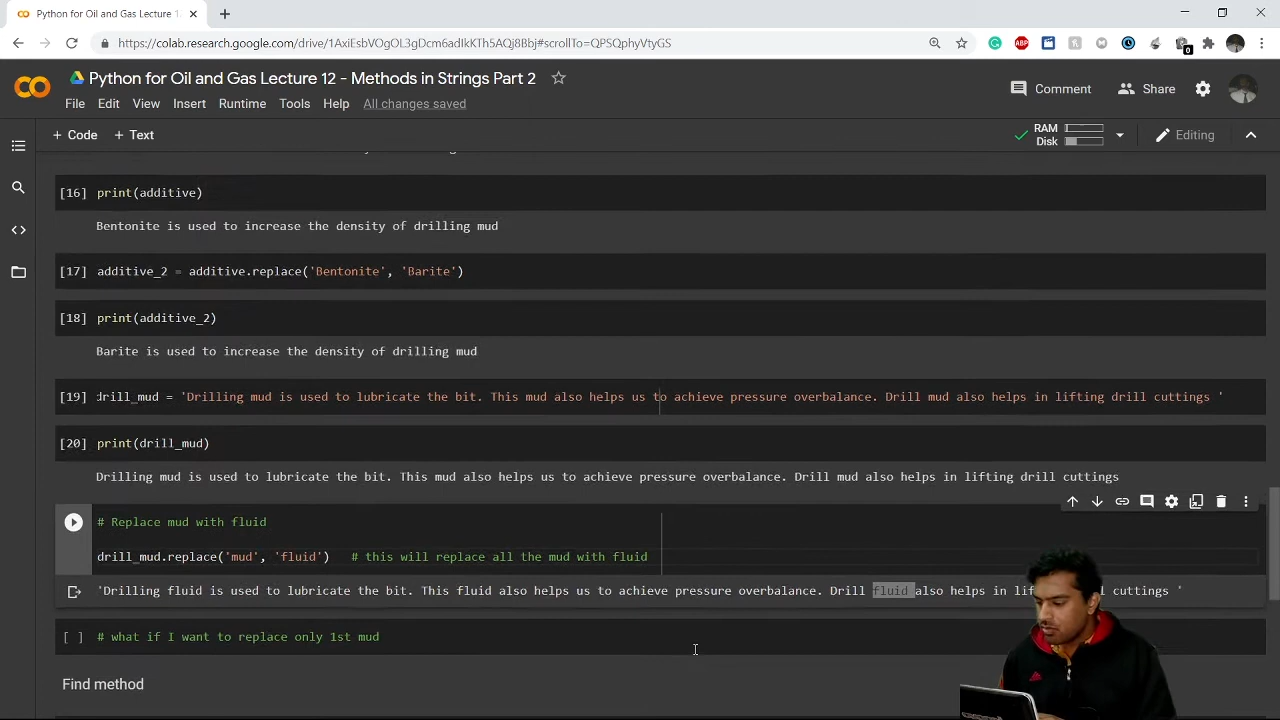 Python for Oil and Gas Lecture 1
https://colab.research.google.com/drive/1AxiEsbYOgOL3gDom6adIkKTh5AQj8Bbj#scrollTo=QPSQphyVtyGS
ABP
0
Python for Oil and Gas Lecture 12 - Methods in Strings Part 2
Comment
Share
File Edit View Insert Runtime Tools Help All changes saved
+ Code + Text
RAM
Disk
Editing
[16] print(additive)
Bentonite is used to increase the density of drilling mud
[17] additive_2 = additive.replace('Bentonite', 'Barite')
[18] print(additive_2)
Barite is used to increase the density of drilling mud
[19] drill_mud = 'Drilling mud is used to lubricate the bit. This mud also helps us to achieve pressure overbalance. Drill mud also helps in lifting drill cuttings '
[20] print(drill_mud)
Drilling mud is used to lubricate the bit. This mud also helps us to achieve pressure overbalance. Drill mud also helps in lifting drill cuttings
# Replace mud with fluid
drill_mud.replace('mud', 'fluid') # this will replace all the mud with fluid
'Drilling fluid is used to lubricate the bit. This fluid also helps us to achieve pressure overbalance. Drill fluid also helps in cuttings '
[ ] # what if I want to replace only 1st mud
Find method